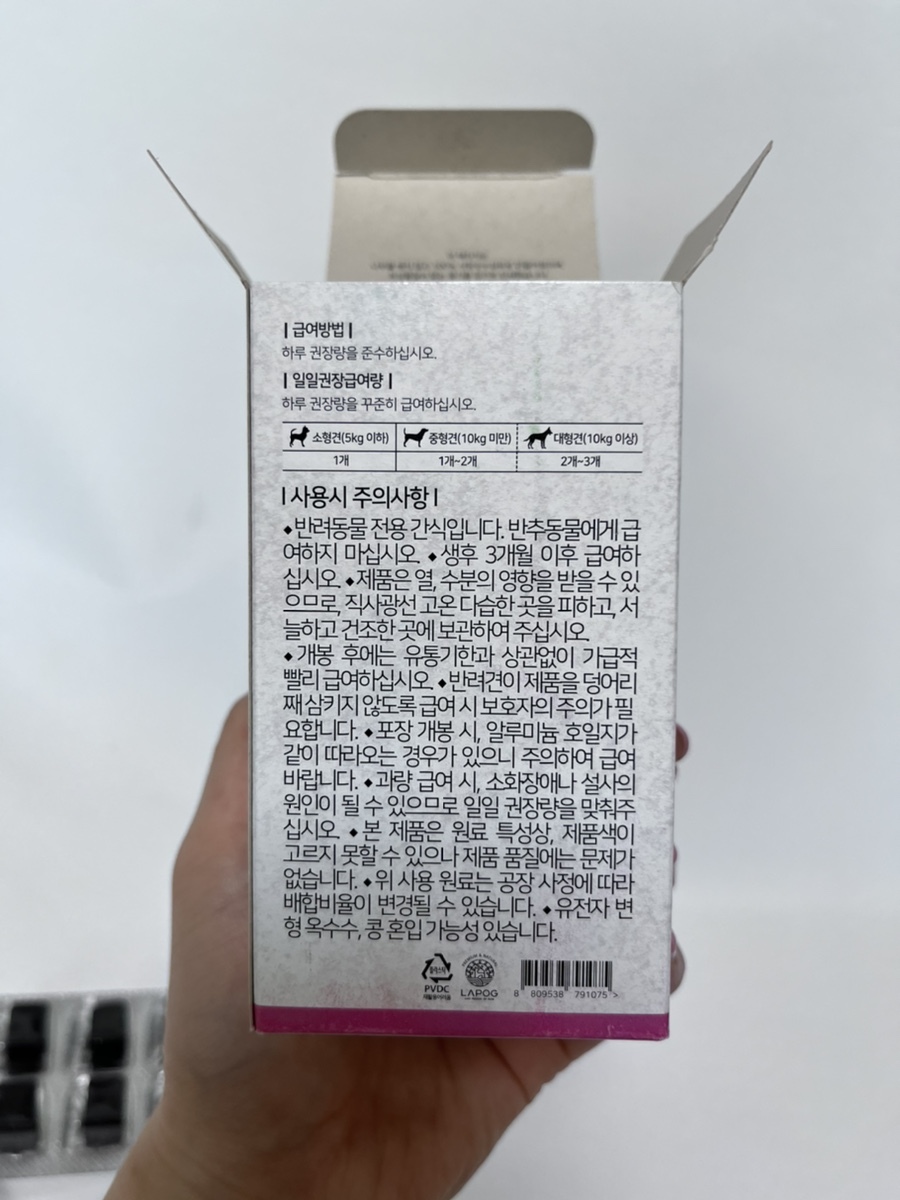 | 급여방법 |
하루 권장량을 준수하십시오.
| 일일권장급여량 |
하루 권장량을 꾸준히 급여하십시오.
소형견(5kg 이하) 중형견(10kg 미만) 대형견(10kg 이상)
1개 1개~2개 2개~3개
| 사용시 주의사항 |
◆반려동물 전용 간식입니다. 반추동물에게 급
여하지 마십시오. ◆생후 3개월 이후 급여하
십시오. ◆제품은 열, 수분의 영향을 받을 수 있
으므로, 직사광선 고온 다습한 곳을 피하고, 서
늘하고 건조한 곳에 보관하여 주십시오.
◆개봉 후에는 유통기한과 상관없이 가급적
빨리 급여하십시오. ◆반려견이 제품을 덩어리
째 삼키지 않도록 급여 시 보호자의 주의가 필
요합니다. ◆포장 개봉 시, 알루미늄 호일지가
같이 따라오는 경우가 있으니 주의하여 급여
바랍니다. ◆과량 급여 시, 소화장애나 설사의
원인이 될 수 있으므로 일일 권장량을 맞춰주
십시오. ◆본 제품은 원료 특성상, 제품색이
고르지 못할 수 있으나 제품 품질에는 문제가
없습니다. ◆위 사용 원료는 공장 사정에 따라
배합비율이 변경될 수 있습니다. ◆유전자 변
형 옥수수, 콩 혼입 가능성 있습니다.
PVDC
LAPOG
8 809538 791075 >